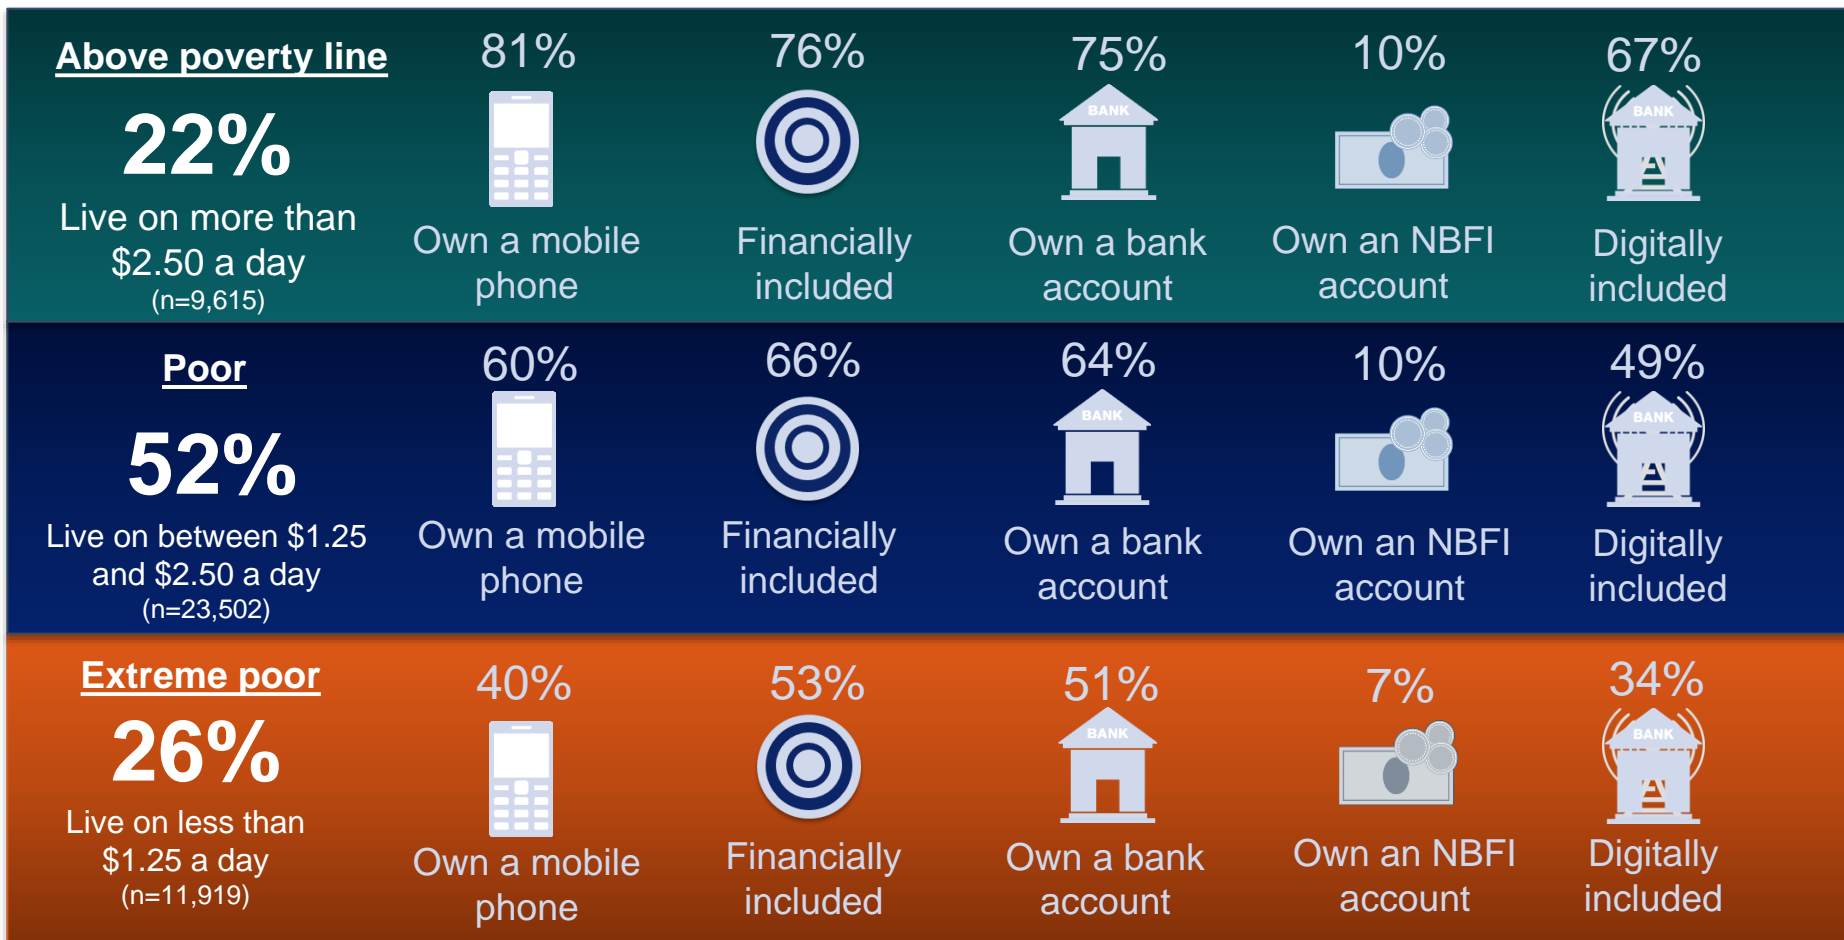 Above poverty line
22%
Live on more than
$2.50 a day
(n=9,615)
81%
Own a mobile
phone
76%
Financially
included
75%
BANK
Own a bank
account
10%
Own an NBFI
account
67%
BANK
Digitally
included
Poor
52%
Live on between $1.25
and $2.50 a day
(n=23,502)
60%
Own a mobile
phone
66%
Financially
included
64%
BANK
Own a bank
account
10%
Own an NBFI
account
49%
BANK
Digitally
included
Extreme poor
26%
Live on less than
$1.25 a day
(n=11,919)
40%
Own a mobile
phone
53%
Financially
included
51%
BANK
Own a bank
account
7%
Own an NBFI
account
34%
BANK
Digitally
included